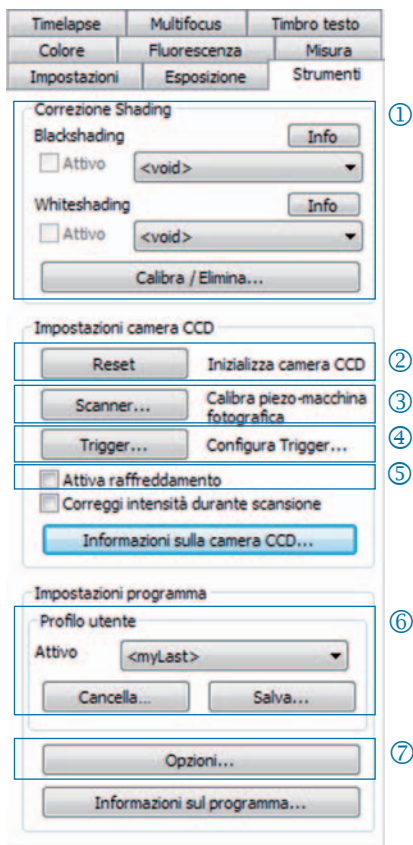 Timelapse Multifocus Timbro testo
Colore Fluorescenza Misura
Impostazioni Esposizione Strumenti
Correzione Shading
①
Blackshading Info
Attivo <void>
Whiteshading Info
Attivo <void>
Calibra / Elimina...
Impostazioni camera CCD
Reset Inizializza camera CCD ②
Scanner... Calibra piezo-macchina fotografica ③
Trigger... Configura Trigger... ④
Attiva raffreddamento ⑤
Correggi intensità durante scansione
Informazioni sulla camera CCD...
Impostazioni programma
Profilo utente ⑥
Attivo <myLast>
Cancella... Salva...
Opzioni... ⑦
Informazioni sul programma...